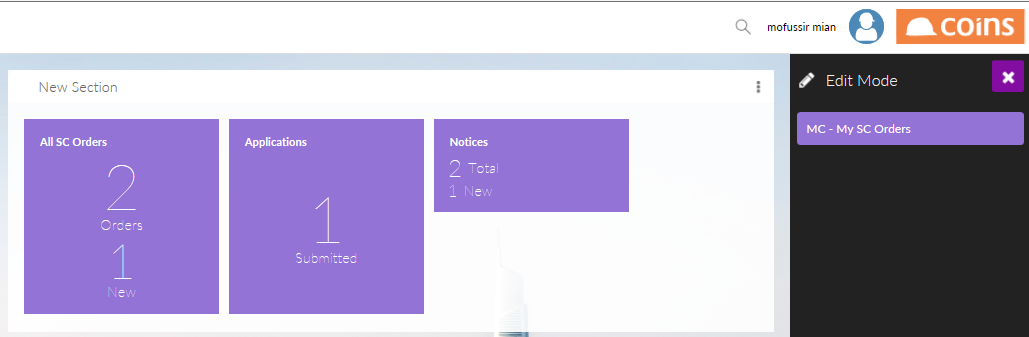 mofussir mian
coins
New Section
Edit Mode
MC - My SC Orders
All SC Orders
2
Orders
1
New
Applications
1
Submitted
Notices
2 Total
1 New